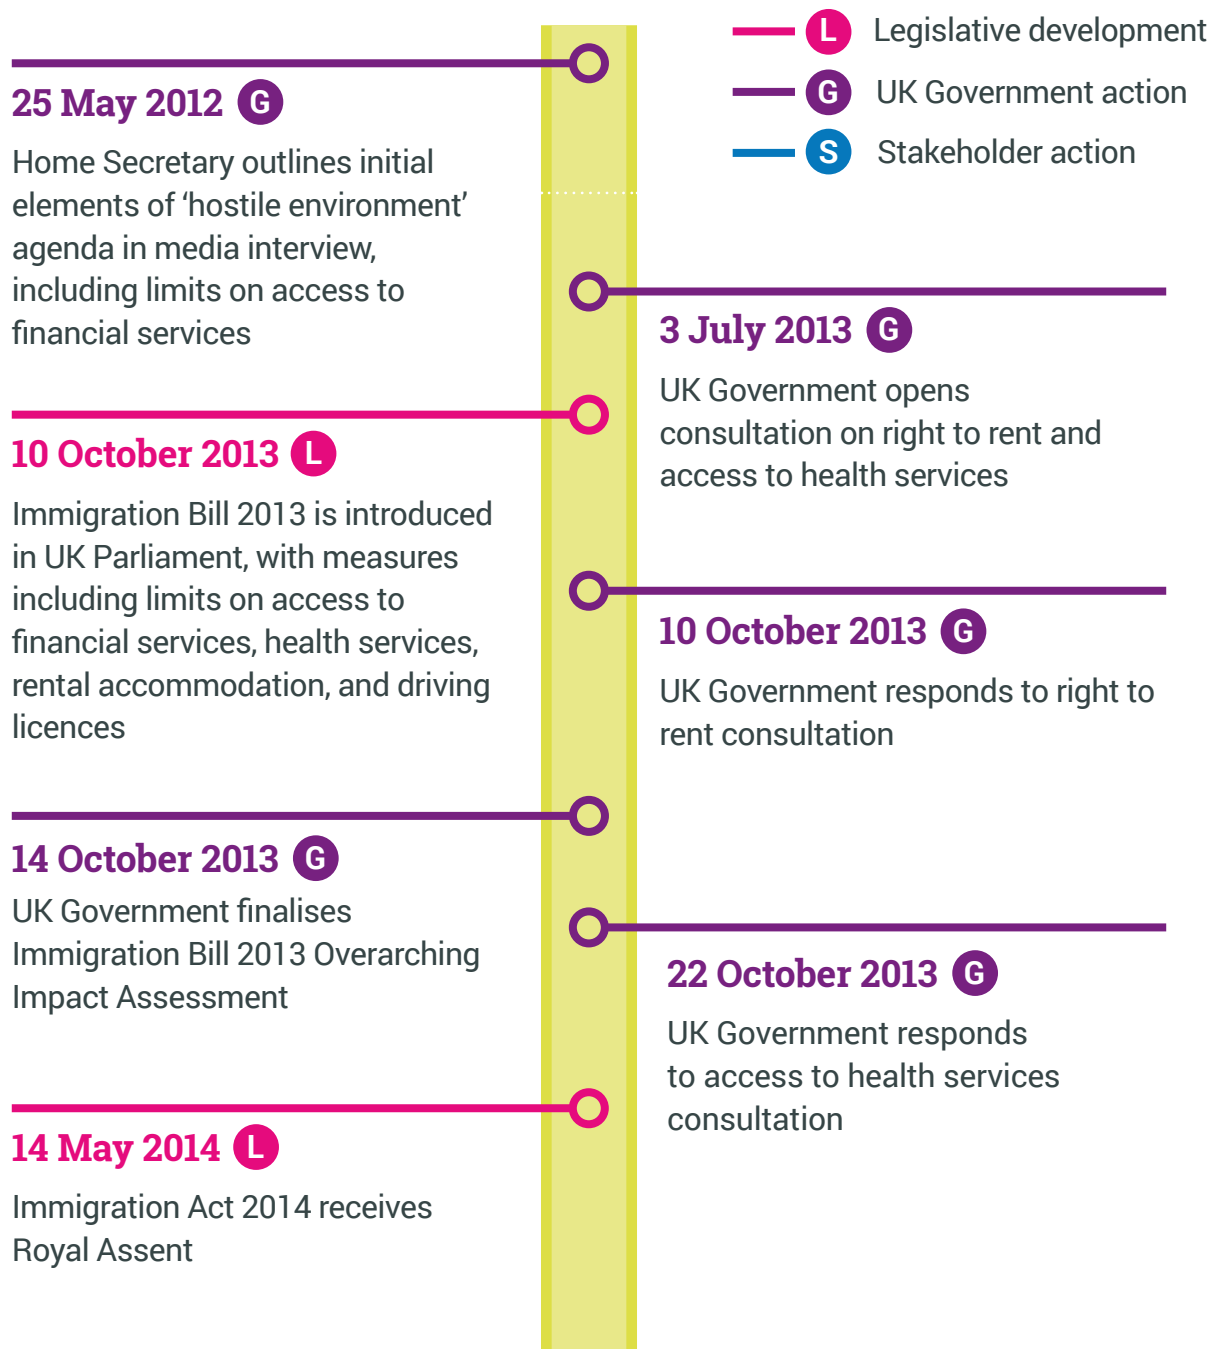 L Legislative development
G UK Government action
S Stakeholder action
25 May 2012 G
Home Secretary outlines initial
elements of ‘hostile environment’
agenda in media interview,
including limits on access to
financial services
3 July 2013 G
UK Government opens
consultation on right to rent and
access to health services
10 October 2013 L
Immigration Bill 2013 is introduced
in UK Parliament, with measures
including limits on access to
financial services, health services,
rental accommodation, and driving
licences
10 October 2013 G
UK Government responds to right to
rent consultation
14 October 2013 G
UK Government finalises
Immigration Bill 2013 Overarching
Impact Assessment
22 October 2013 G
UK Government responds
to access to health services
consultation
14 May 2014 L
Immigration Act 2014 receives
Royal Assent